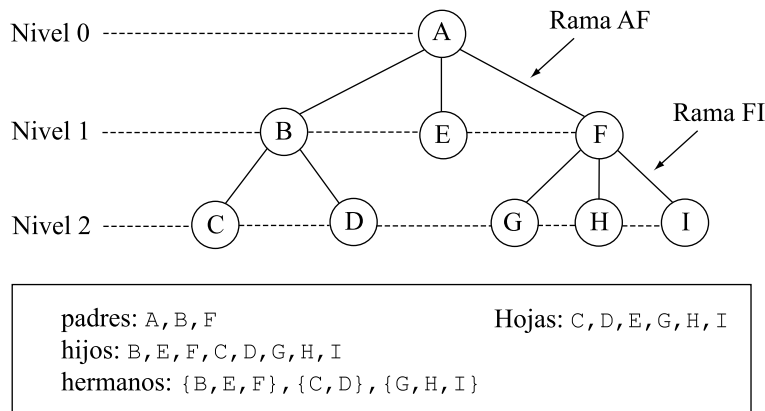 Nivel 0
A
Rama AF
Rama FI
Nivel 1
B
E
F
Nivel 2
C
D
G
H
I
padres: A,B,F
Hojas: C,D,E,G,H,I
hijos: B,E,F,C,D,G,H,I
hermanos: {B,E,F},{C,D},{G,H,I}